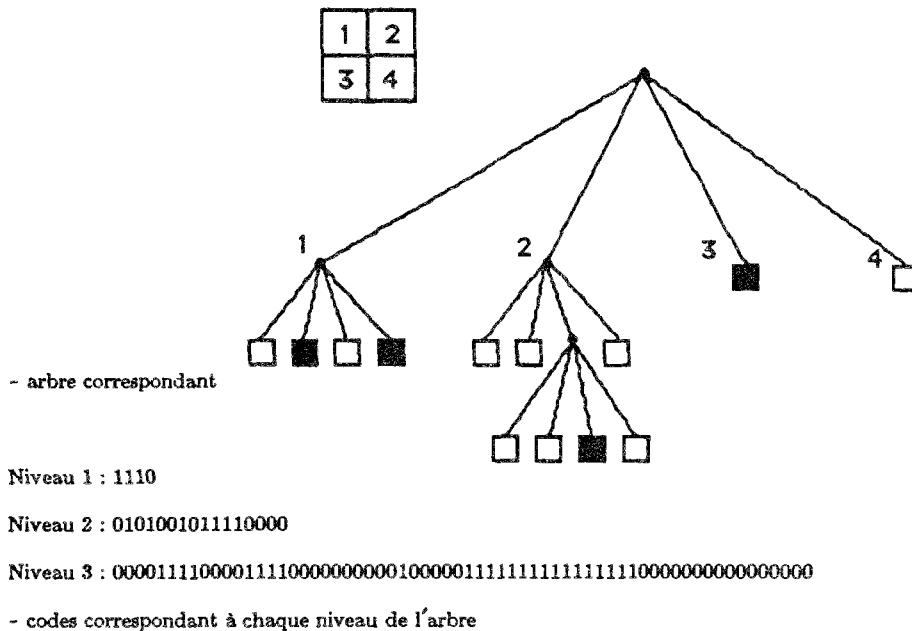 1 2
3 4
1 2 3 4
- arbre correspondant
Niveau 1 : 1110
Niveau 2 : 0101001011110000
Niveau 3 : 0000111100001111000000000010000011111111111111110000000000000000
- codes correspondant à chaque niveau de l'arbre